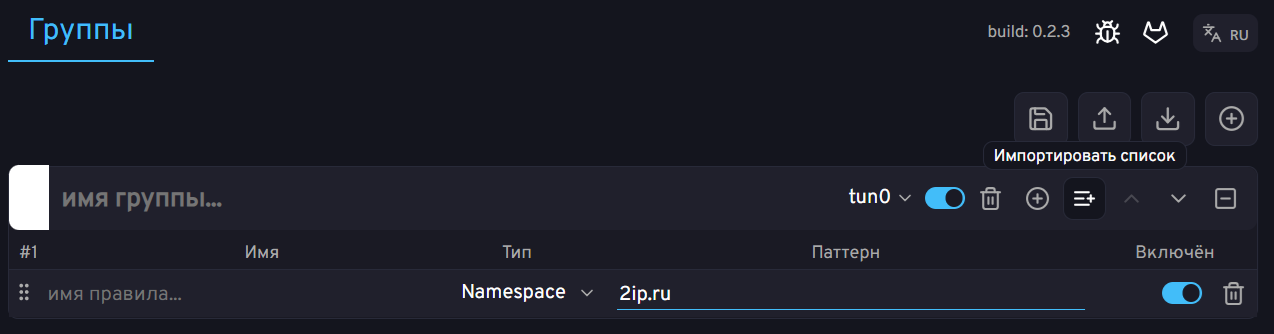 Группы
build: 0.2.3
RU
Импортировать список
имя группы...
tun0
#1 Имя Тип Паттерн Включён
имя правила... Namespace 2ip.ru